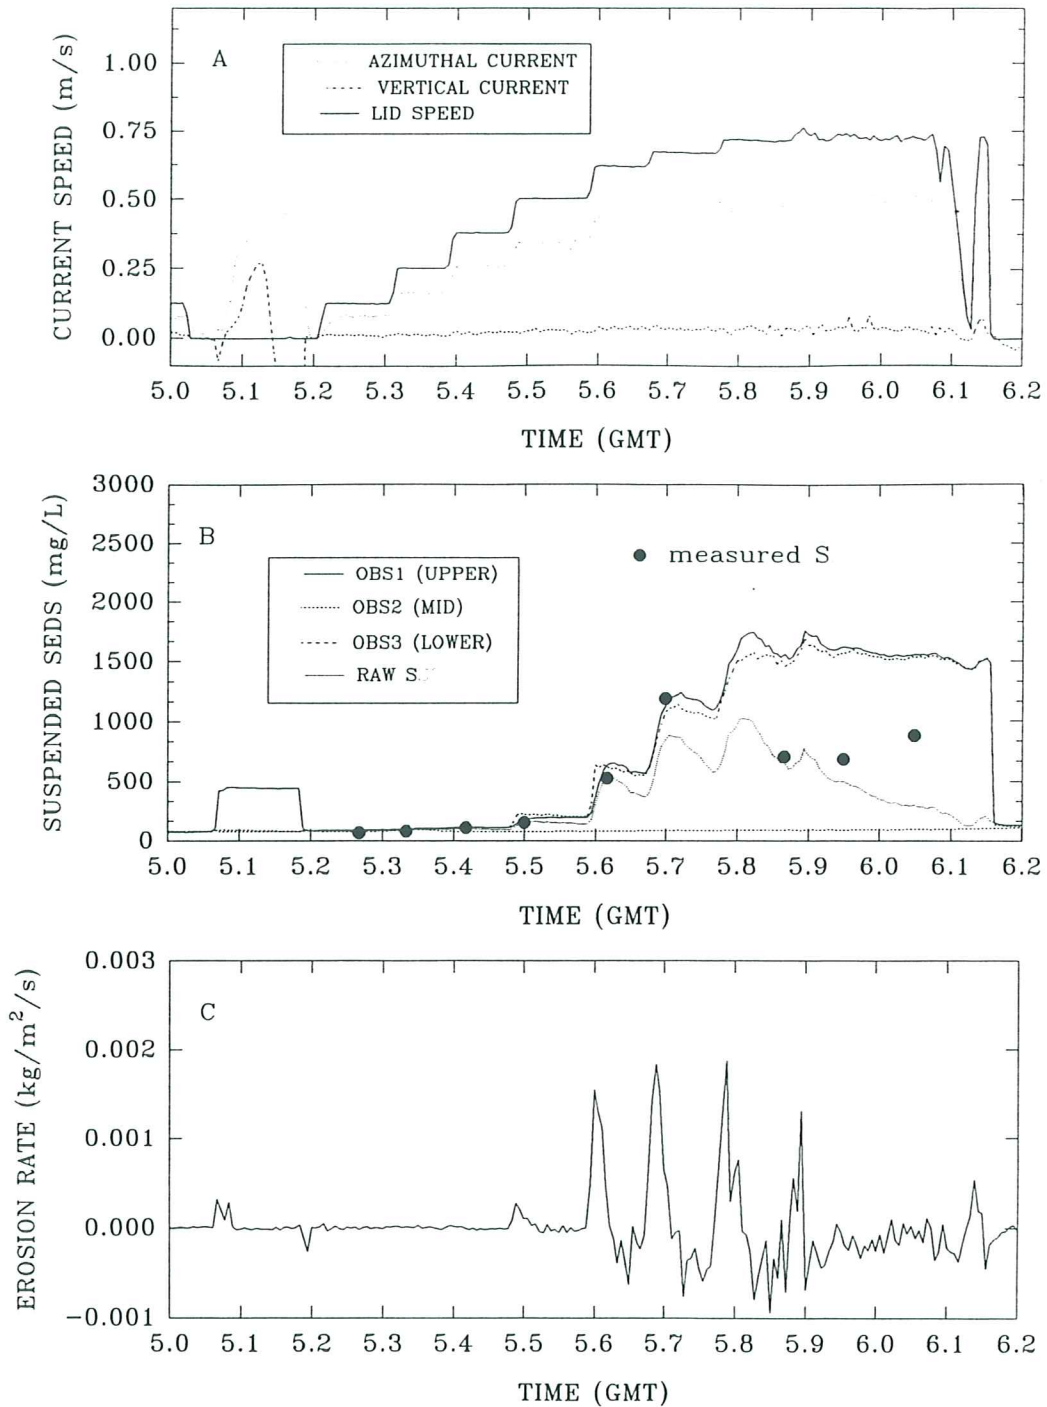 A
AZIMUTHAL CURRENT
VERTICAL CURRENT
LID SPEED
CURRENT SPEED (m/s)
1.00
0.75
0.50
0.25
0.00
5.0 5.1 5.2 5.3 5.4 5.5 5.6 5.7 5.8 5.9 6.0 6.1 6.2
TIME (GMT)
B
measured S
OBS1 (UPPER)
OBS2 (MID)
OBS3 (LOWER)
RAW S
SUSPENDED SEDS (mg/L)
3000
2500
2000
1500
1000
500
0
5.0 5.1 5.2 5.3 5.4 5.5 5.6 5.7 5.8 5.9 6.0 6.1 6.2
TIME (GMT)
C
EROSION RATE (kg/m²/s)
0.003
0.002
0.001
0.000
−0.001
5.0 5.1 5.2 5.3 5.4 5.5 5.6 5.7 5.8 5.9 6.0 6.1 6.2
TIME (GMT)